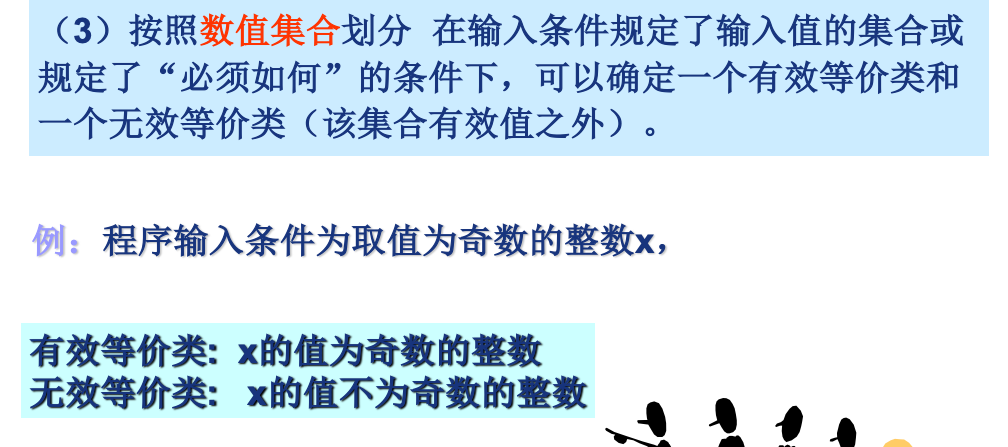 （3）按照数值集合划分 在输入条件规定了输入值的集合或
规定了“必须如何”的条件下，可以确定一个有效等价类和
一个无效等价类（该集合有效值之外）。
例：程序输入条件为取值为奇数的整数x，
有效等价类：x的值为奇数的整数
无效等价类： x的值不为奇数的整数